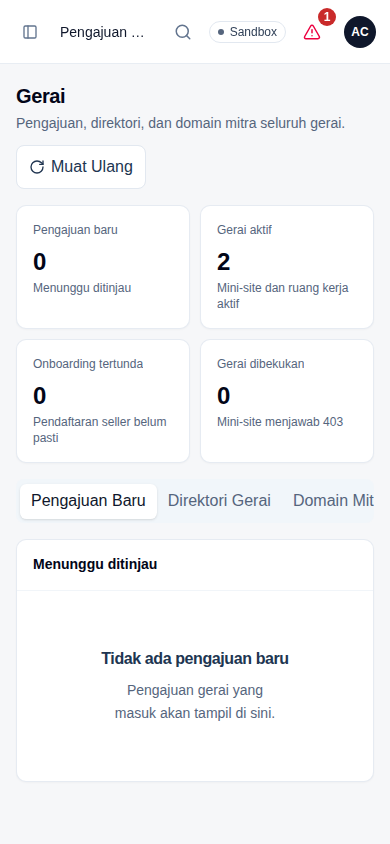 Pengajuan …
Sandbox
1
AC
Gerai
Pengajuan, direktori, dan domain mitra seluruh gerai.
Muat Ulang
Pengajuan baru
0
Menunggu ditinjau
Gerai aktif
2
Mini-site dan ruang kerja
aktif
Onboarding tertunda
0
Pendaftaran seller belum
pasti
Gerai dibekukan
0
Mini-site menjawab 403
Pengajuan Baru
Direktori Gerai
Domain Mit
Menunggu ditinjau
Tidak ada pengajuan baru
Pengajuan gerai yang
masuk akan tampil di sini.